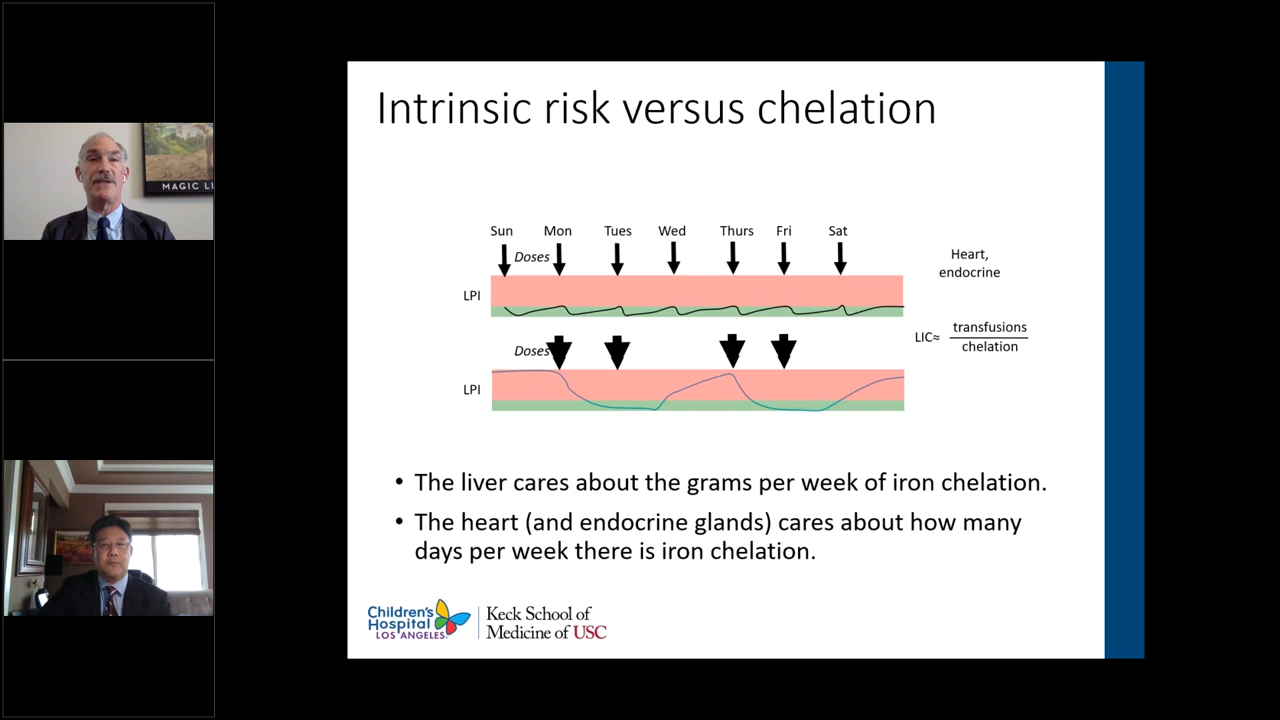 Intrinsic risk versus chelation
Sun Mon Tues Wed Thurs Fri Sat
Doses
Heart,
endocrine
LPI
LIC≈ transfusions
chelation
Doses
LPI
• The liver cares about the grams per week of iron chelation.
• The heart (and endocrine glands) cares about how many
days per week there is iron chelation.
Children's
Hospital
LOS ANGELES
Keck School of
Medicine of USC